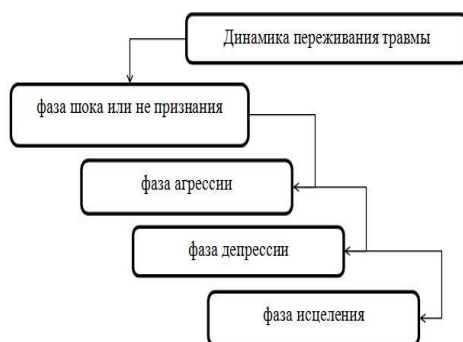 Динамика переживания травмы
фаза шока или не признания
фаза агрессии
фаза депрессии
фаза исцеления